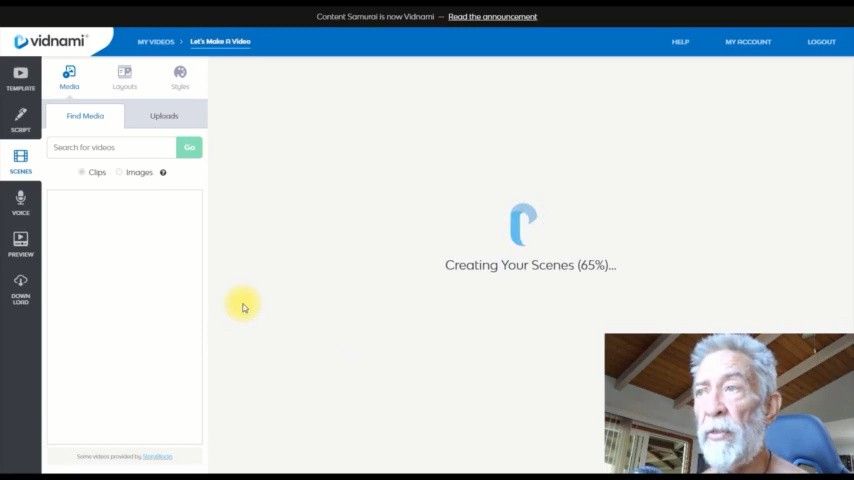 Content Samurai is now Vidnami — Read the announcement
vidnami
MY VIDEOS > Let's Make A Video
HELP
MY ACCOUNT
LOGOUT
TEMPLATE
SCRIPT
SCENES
VOICE
PREVIEW
DOWN
LOAD
Media
Layouts
Styles
Find Media
Uploads
Search for videos
Go
Clips
Images
?
Some videos provided by StoryBlocks
Creating Your Scenes (65%)...